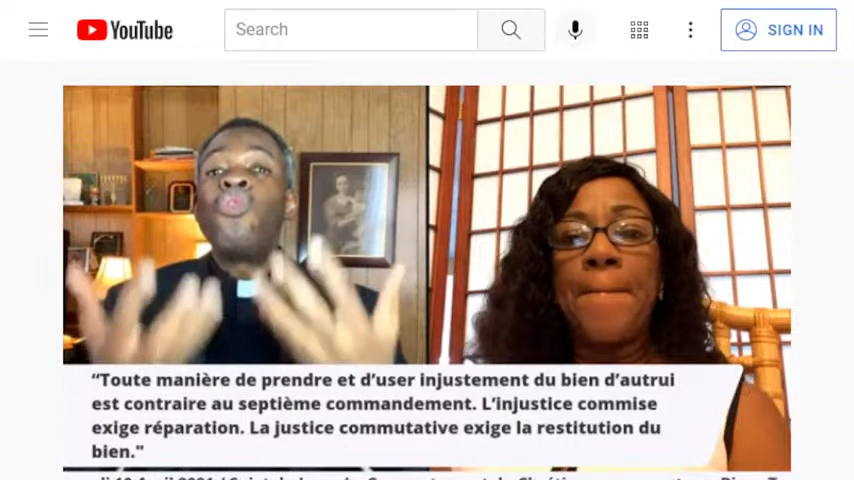 YouTube
Search
SIGN IN
“Toute manière de prendre et d’user injustement du bien d’autrui
est contraire au septième commandement. L’injustice commise
exige réparation. La justice commutative exige la restitution du
bien."